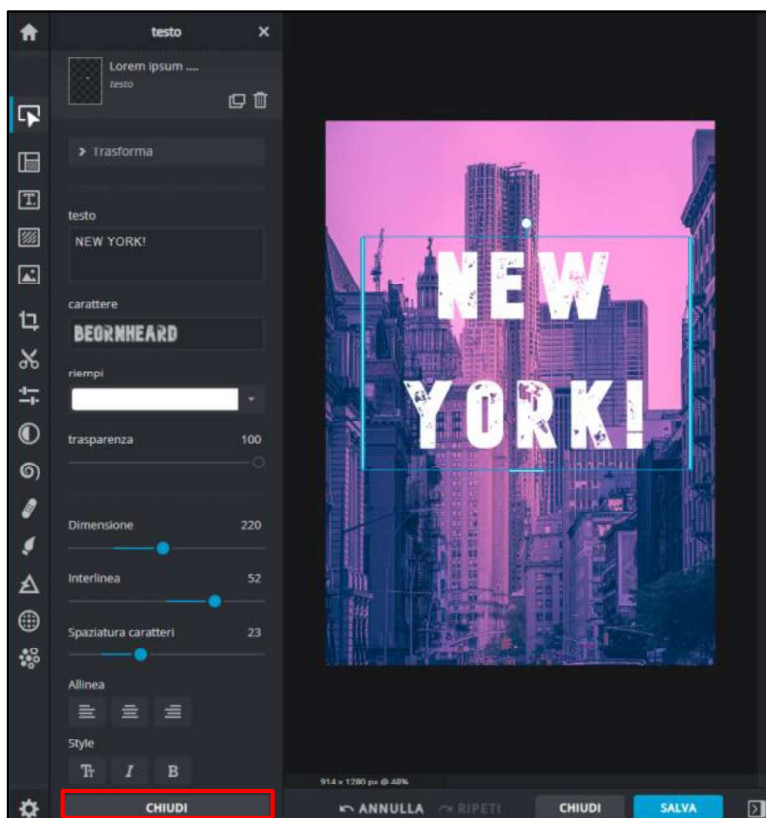 testo
Lorem ipsum ....
testo
Trasforma
testo
NEW YORK!
carattere
BEORNHEARD
riempi
trasparenza 100
Dimensione 220
Interlinea 52
Spaziatura caratteri 23
Allinea
Style
CHIUDI
NEW
YORK!
914 x 1280 px @ 48%
ANNULLA RIPETI CHIUDI SALVA